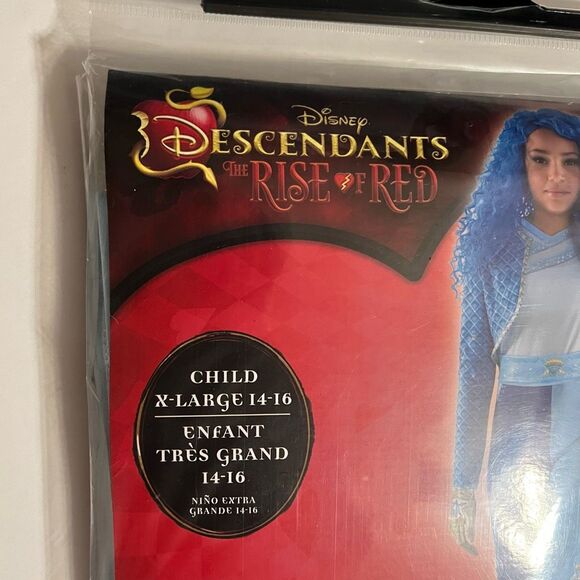 Disney
DESCENDANTS
THE RISE OF RED
CHILD
X-LARGE 14-16
ENFANT
TRÈS GRAND
14-16
NIÑO EXTRA
GRANDE 14-16